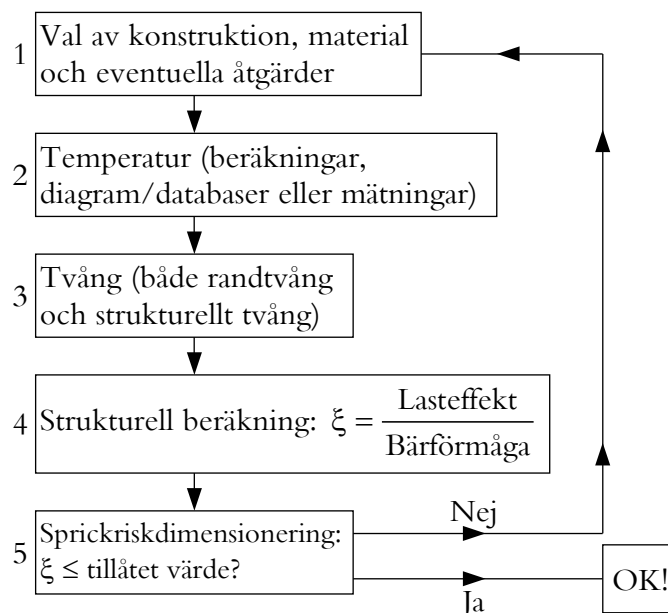 1
Val av konstruktion, material
och eventuella åtgärder
2
Temperatur (beräkningar,
diagram/databaser eller mätningar)
3
Tvång (både randtvång
och strukturellt tvång)
4
Strukturell beräkning: ξ = Lasteffekt
Bärförmåga
5
Sprickriskdimensionering:
ξ ≤ tillåtet värde?
Nej
Ja
OK!